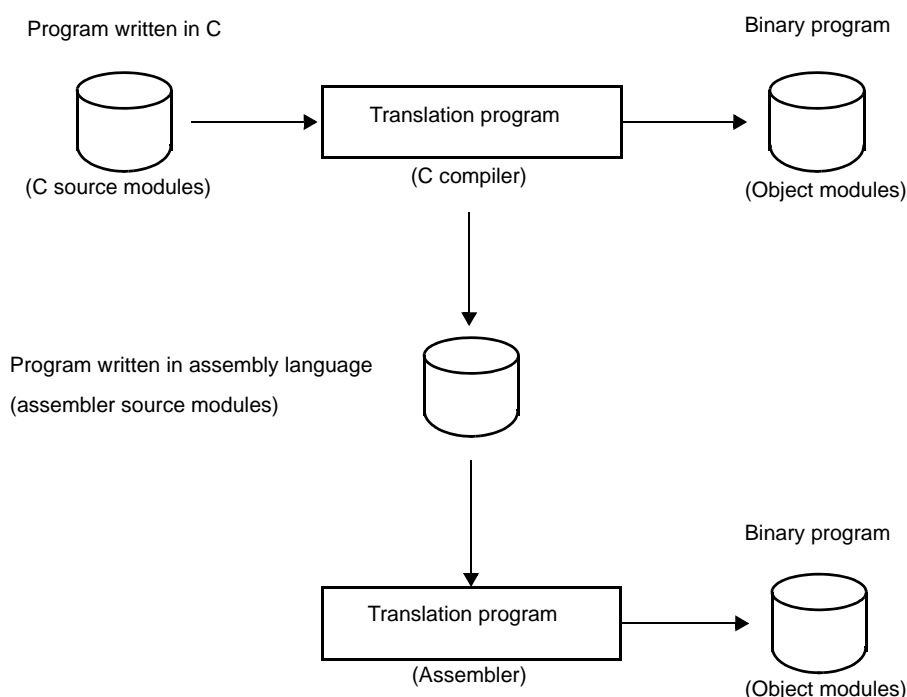 Program written in C
Binary program
Translation program
(C source modules)
(C compiler)
(Object modules)
Program written in assembly language
(assembler source modules)
Binary program
Translation program
(Assembler)
(Object modules)